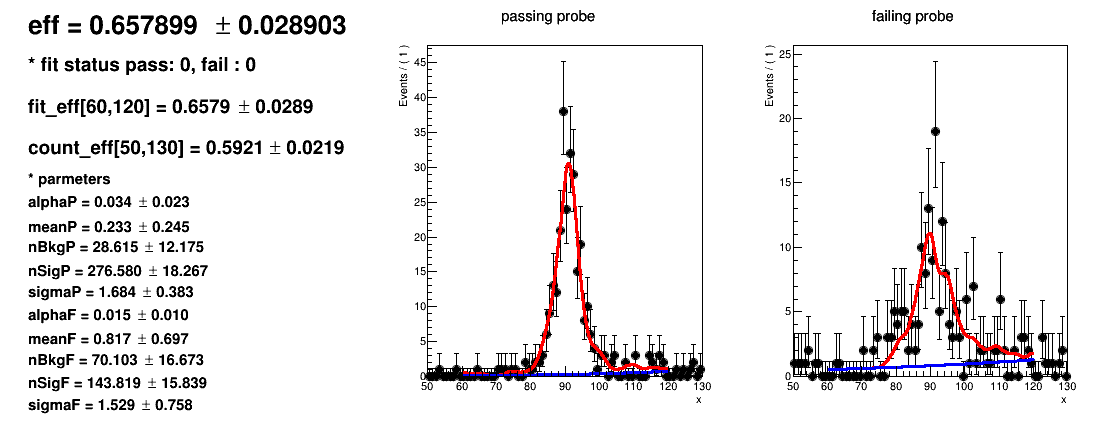 eff = 0.657899 ± 0.028903
* fit status pass: 0, fail : 0
fit_eff[60,120] = 0.6579 ± 0.0289
count_eff[50,130] = 0.5921 ± 0.0219
* parmeters
alphaP = 0.034 ± 0.023
meanP = 0.233 ± 0.245
nBkgP = 28.615 ± 12.175
nSigP = 276.580 ± 18.267
sigmaP = 1.684 ± 0.383
alphaF = 0.015 ± 0.010
meanF = 0.817 ± 0.697
nBkgF = 70.103 ± 16.673
nSigF = 143.819 ± 15.839
sigmaF = 1.529 ± 0.758
passing probe
Events / ( 1 )
45
40
35
30
25
20
15
10
5
0
50 60 70 80 90 100 110 120 130
x
failing probe
Events / ( 1 )
25
20
15
10
5
0
50 60 70 80 90 100 110 120 130
x